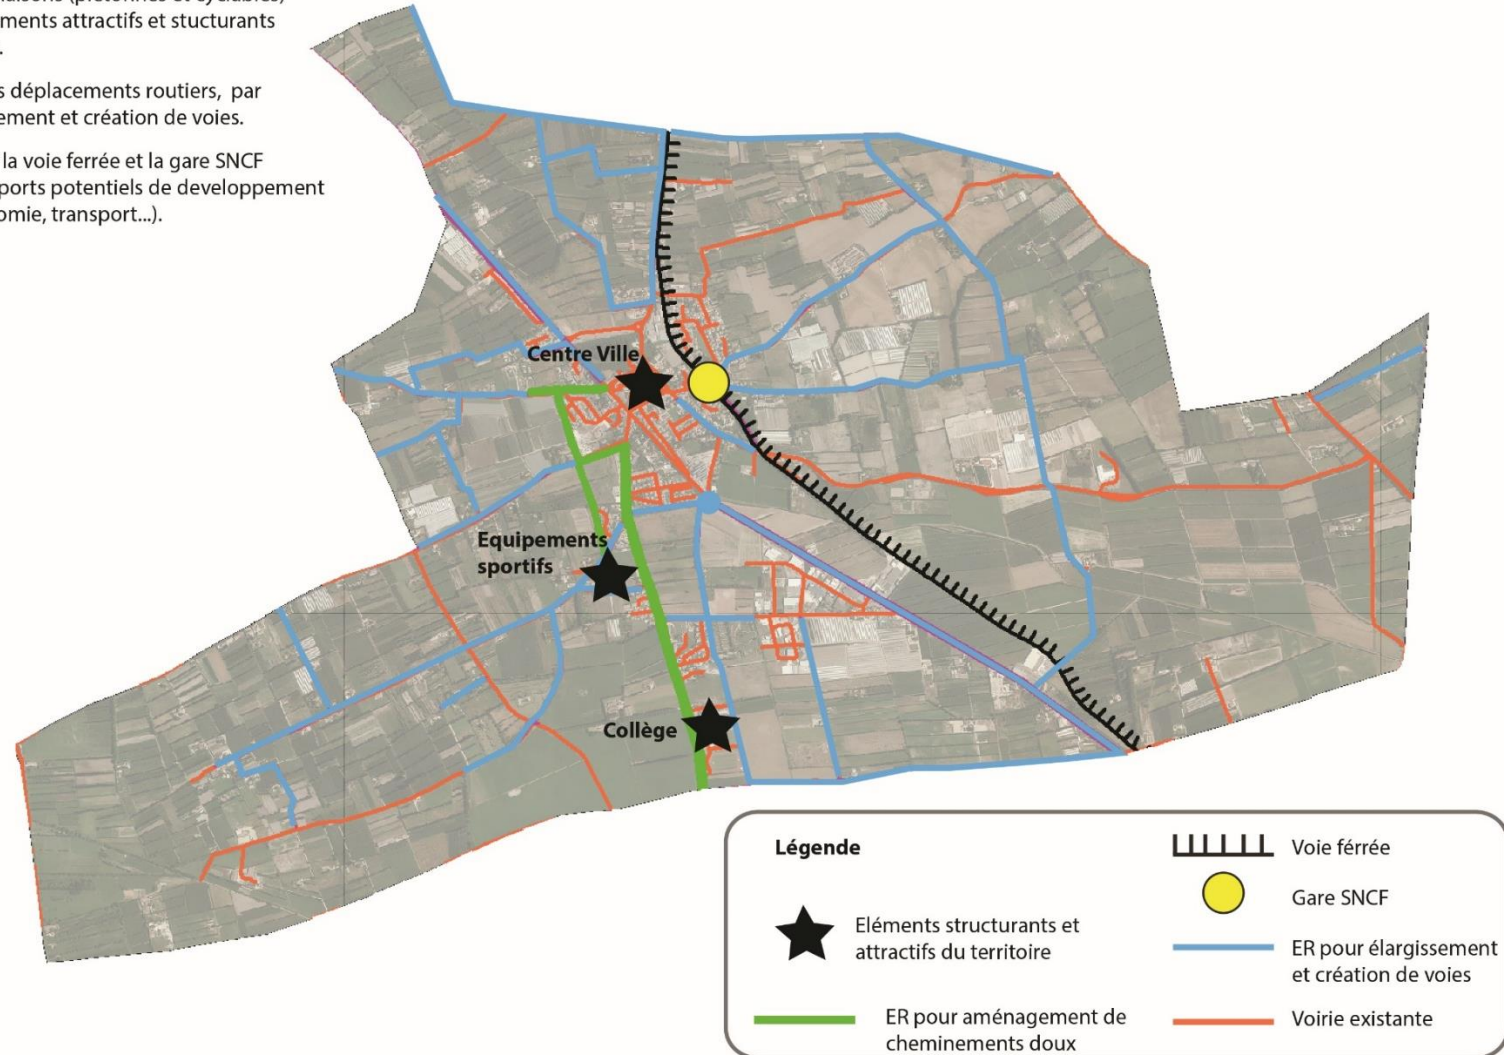 ments attractifs et stucturants
.
s déplacements routiers, par
ement et création de voies.
la voie ferrée et la gare SNCF
ports potentiels de developpement
omie, transport...).
Centre Ville
Equipements
sportifs
Collège
Légende
Eléments structurants et
attractifs du territoire
ER pour aménagement de
cheminements doux
Voie férrée
Gare SNCF
ER pour élargissement
et création de voies
Voirie existante